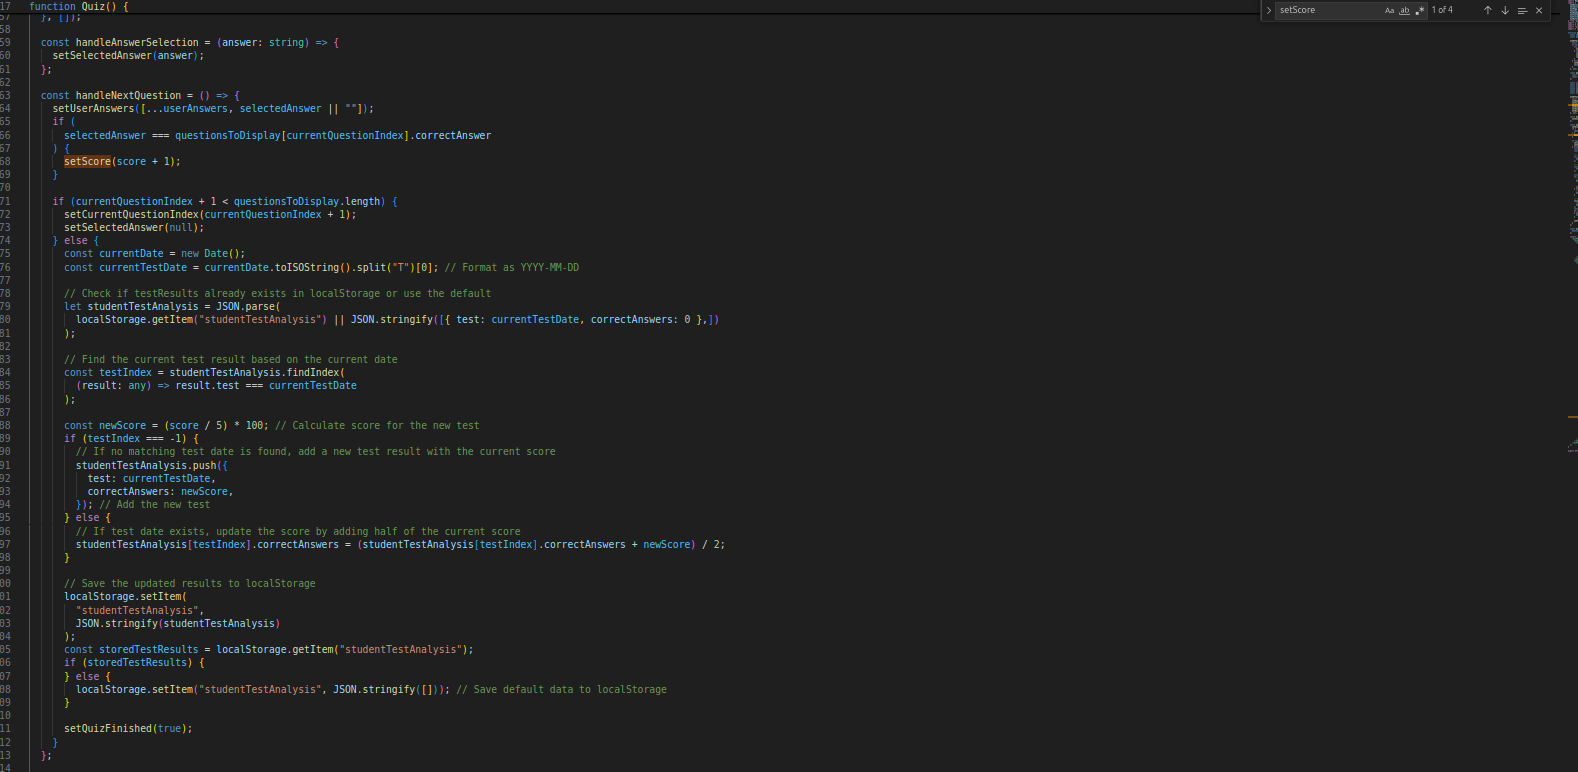 17 function Quiz() {
57 }, []);
58
59 const handleAnswerSelection = (answer: string) => {
60 setSelectedAnswer(answer);
61 };
62
63 const handleNextQuestion = () => {
64 setUserAnswers([...userAnswers, selectedAnswer || ""]);
65 if (
66 selectedAnswer === questionsToDisplay[currentQuestionIndex].correctAnswer
67 ) {
68 setScore(score + 1);
69 }
70
71 if (currentQuestionIndex + 1 < questionsToDisplay.length) {
72 setCurrentQuestionIndex(currentQuestionIndex + 1);
73 setSelectedAnswer(null);
74 } else {
75 const currentDate = new Date();
76 const currentTestDate = currentDate.toISOString().split("T")[0]; // Format as YYYY-MM-DD
77
78 // Check if testResults already exists in localStorage or use the default
79 let studentTestAnalysis = JSON.parse(
80 localStorage.getItem("studentTestAnalysis") || JSON.stringify([{ test: currentTestDate, correctAnswers: 0 },])
81 );
82
83 // Find the current test result based on the current date
84 const testIndex = studentTestAnalysis.findIndex(
85 (result: any) => result.test === currentTestDate
86 );
87
88 const newScore = (score / 5) * 100; // Calculate score for the new test
89 if (testIndex === -1) {
90 // If no matching test date is found, add a new test result with the current score
91 studentTestAnalysis.push({
92 test: currentTestDate,
93 correctAnswers: newScore,
94 }); // Add the new test
95 } else {
96 // If test date exists, update the score by adding half of the current score
97 studentTestAnalysis[testIndex].correctAnswers = (studentTestAnalysis[testIndex].correctAnswers + newScore) / 2;
98 }
99
00 // Save the updated results to localStorage
01 localStorage.setItem(
02 "studentTestAnalysis",
03 JSON.stringify(studentTestAnalysis)
04 );
05 const storedTestResults = localStorage.getItem("studentTestAnalysis");
06 if (storedTestResults) {
07 } else {
08 localStorage.setItem("studentTestAnalysis", JSON.stringify([])); // Save default data to localStorage
09 }
10
11 setQuizFinished(true);
12 }
13 };
14
setScore Aa ab .* 1 of 4